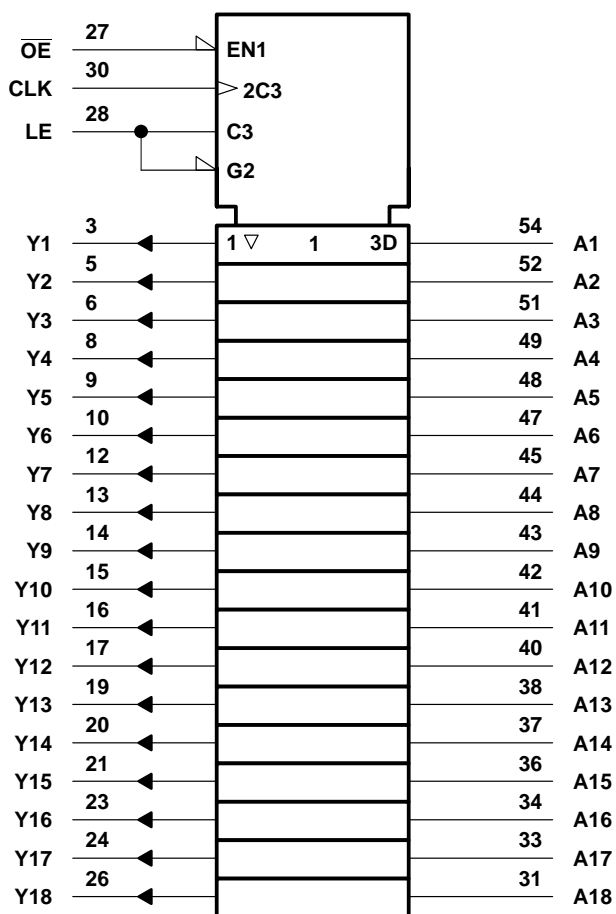 27
OE EN1
30
CLK 2C3
28
LE C3
G2
3 54
Y1 1 ▽ 1 3D A1
5 52
Y2 A2
6 51
Y3 A3
8 49
Y4 A4
9 48
Y5 A5
10 47
Y6 A6
12 45
Y7 A7
13 44
Y8 A8
14 43
Y9 A9
15 42
Y10 A10
16 41
Y11 A11
17 40
Y12 A12
19 38
Y13 A13
20 37
Y14 A14
21 36
Y15 A15
23 34
Y16 A16
24 33
Y17 A17
26 31
Y18 A18